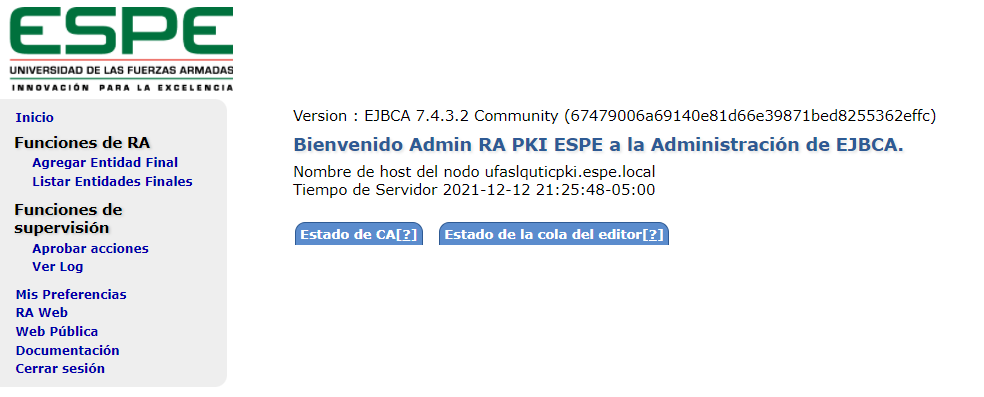 ESPE
UNIVERSIDAD DE LAS FUERZAS ARMADAS
INNOVACIÓN PARA LA EXCELENCIA
Inicio
Funciones de RA
Agregar Entidad Final
Listar Entidades Finales
Funciones de
supervisión
Aprobar acciones
Ver Log
Mis Preferencias
RA Web
Web Pública
Documentación
Cerrar sesión
Version : EJBCA 7.4.3.2 Community (67479006a69140e81d66e39871bed8255362effc)
Bienvenido Admin RA PKI ESPE a la Administración de EJBCA.
Nombre de host del nodo ufaslquticpki.espe.local
Tiempo de Servidor 2021-12-12 21:25:48-05:00
Estado de CA[?] Estado de la cola del editor[?]